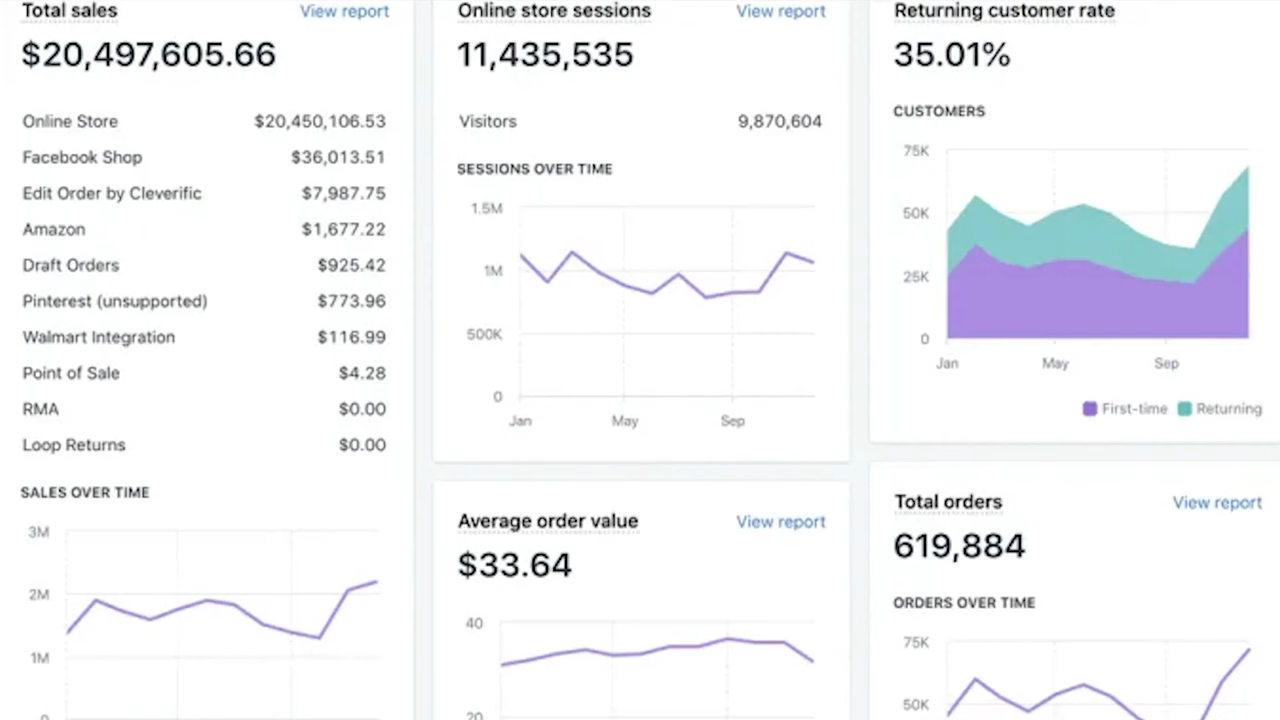 Total sales View report
$20,497,605.66
Online Store $20,450,106.53
Facebook Shop $36,013.51
Edit Order by Cleverific $7,987.75
Amazon $1,677.22
Draft Orders $925.42
Pinterest (unsupported) $773.96
Walmart Integration $116.99
Point of Sale $4.28
RMA $0.00
Loop Returns $0.00
SALES OVER TIME
3M
2M
1M
0
Online store sessions View report
11,435,535
Visitors 9,870,604
SESSIONS OVER TIME
1.5M
1M
500K
0
Jan May Sep
Average order value View report
$33.64
40
20
Returning customer rate
35.01%
CUSTOMERS
75K
50K
25K
0
Jan May Sep
First-time Returning
Total orders View report
619,884
ORDERS OVER TIME
75K
50K